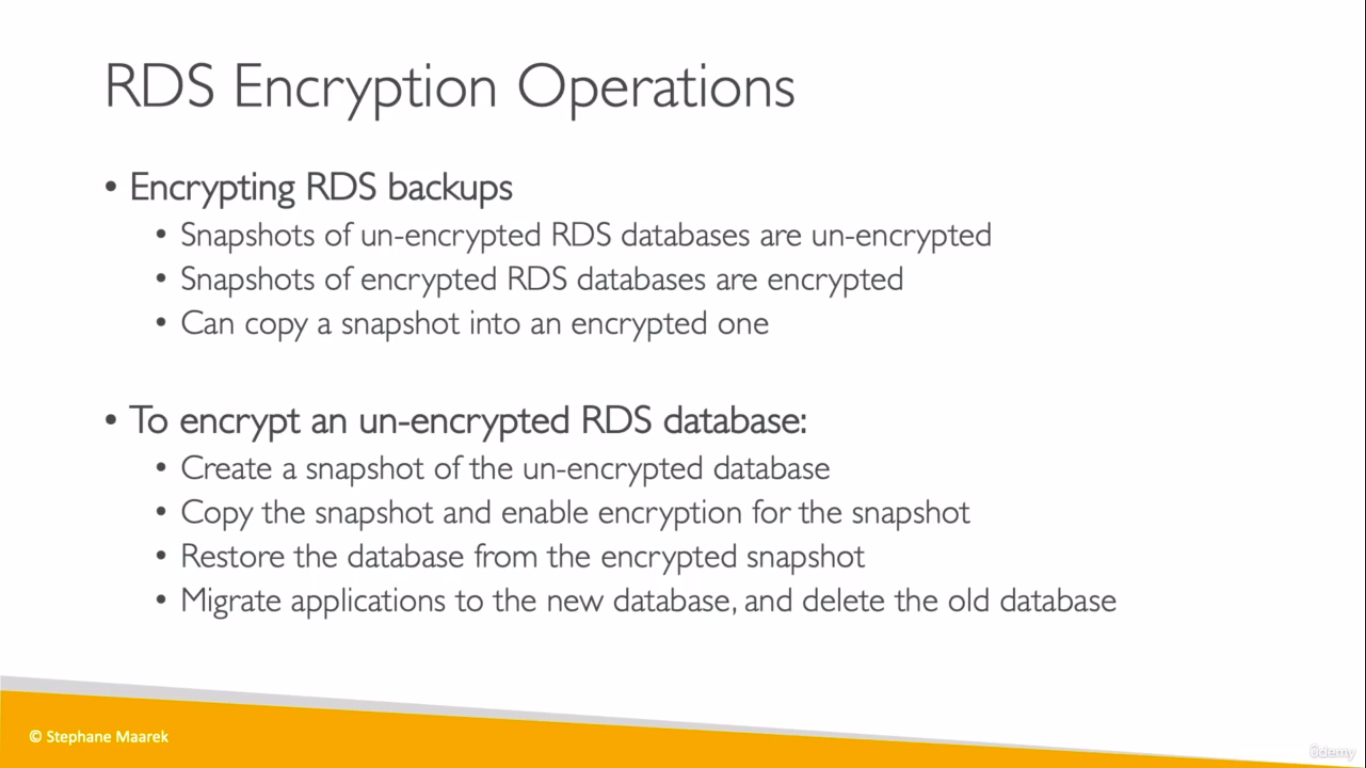 RDS Encryption Operations
• Encrypting RDS backups
• Snapshots of un-encrypted RDS databases are un-encrypted
• Snapshots of encrypted RDS databases are encrypted
• Can copy a snapshot into an encrypted one
• To encrypt an un-encrypted RDS database:
• Create a snapshot of the un-encrypted database
• Copy the snapshot and enable encryption for the snapshot
• Restore the database from the encrypted snapshot
• Migrate applications to the new database, and delete the old database
© Stephane Maarek
ûdemy